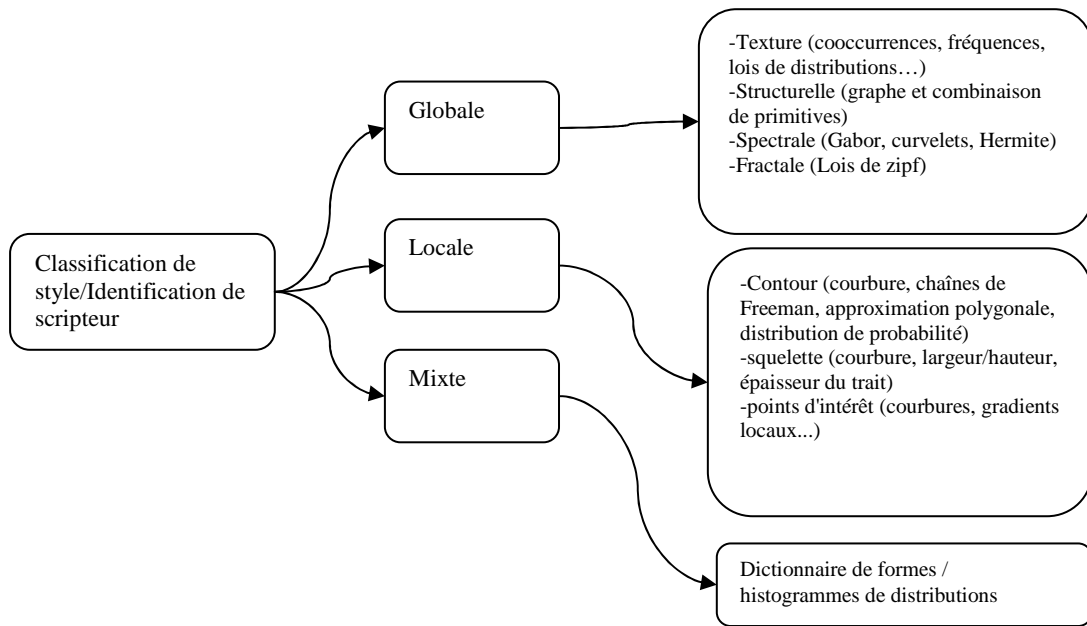 Classification de
style/Identification de
scripteur
Globale
Locale
Mixte
-Texture (cooccurrences, fréquences,
lois de distributions…)
-Structurelle (graphe et combinaison
de primitives)
-Spectrale (Gabor, curvelets, Hermite)
-Fractale (Lois de zipf)
-Contour (courbure, chaînes de
Freeman, approximation polygonale,
distribution de probabilité)
-squelette (courbure, largeur/hauteur,
épaisseur du trait)
-points d'intérêt (courbures, gradients
locaux...)
Dictionnaire de formes /
histogrammes de distributions